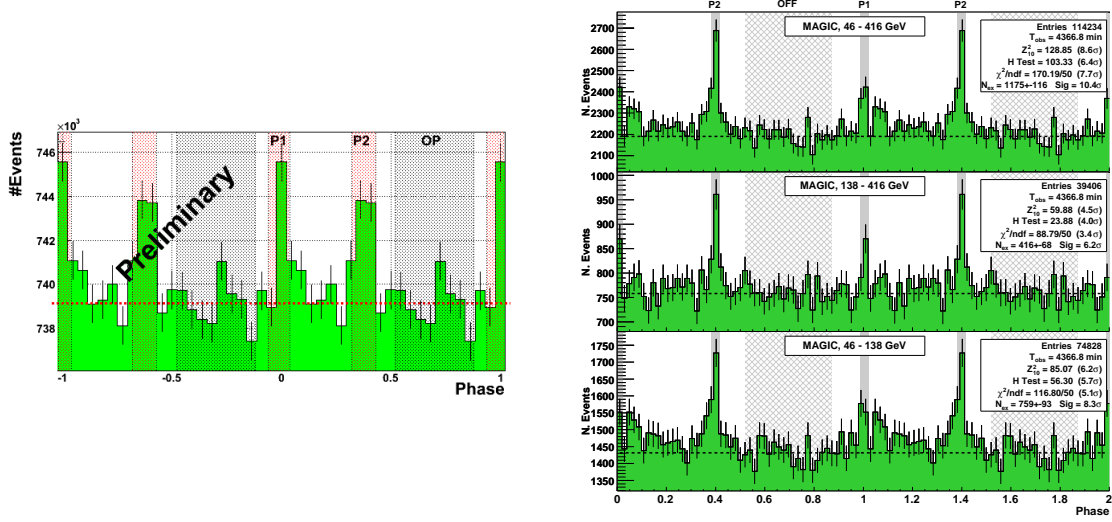 ×10³
746
744
742
740
738
#Events
Preliminary
P1
P2
OP
-1
-0.5
0
0.5
1
Phase
P2
OFF
P1
P2
2700
2600
2500
2400
2300
2200
2100
N. Events
MAGIC, 46 - 416 GeV
Entries 114234
T_obs = 4366.8 min
Z²₁₀ = 128.85 (8.6σ)
H Test = 103.33 (6.4σ)
χ²/ndf = 170.19/50 (7.7σ)
N_ex = 1175+-116 Sig = 10.4σ
1000
950
900
850
800
750
700
N. Events
MAGIC, 138 - 416 GeV
Entries 39406
T_obs = 4366.8 min
Z²₁₀ = 59.88 (4.5σ)
H Test = 23.88 (4.0σ)
χ²/ndf = 88.79/50 (3.4σ)
N_ex = 416+-68 Sig = 6.2σ
1750
1700
1650
1600
1550
1500
1450
1400
1350
N. Events
MAGIC, 46 - 138 GeV
Entries 74828
T_obs = 4366.8 min
Z²₁₀ = 85.07 (6.2σ)
H Test = 56.30 (5.7σ)
χ²/ndf = 116.80/50 (5.1σ)
N_ex = 759+-93 Sig = 8.3σ
0
0.2
0.4
0.6
0.8
1
1.2
1.4
1.6
1.8
2
Phase